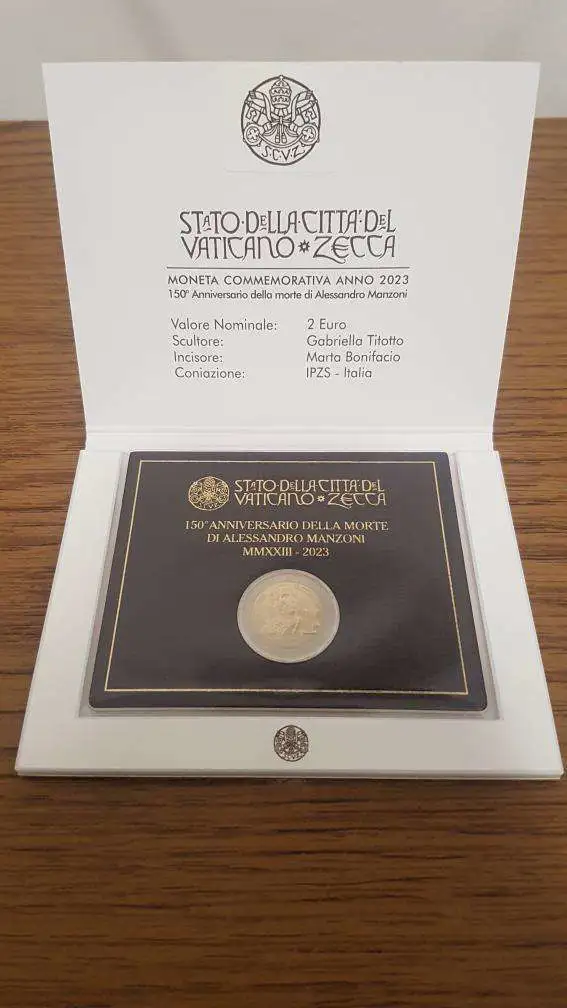 S.C.V.Z.
STATO·DELLA·CITTA'·DEL
VATICANO * ZECCA
MONETA COMMEMORATIVA ANNO 2023
150° Anniversario della morte di Alessandro Manzoni
Valore Nominale: 2 Euro
Scultore: Gabriella Titotto
Incisore: Marta Bonifacio
Coniazione: IPZS - Italia
STATO·DELLA·CITTA'·DEL
VATICANO * ZECCA
150° ANNIVERSARIO DELLA MORTE
DI ALESSANDRO MANZONI
MMXXIII - 2023